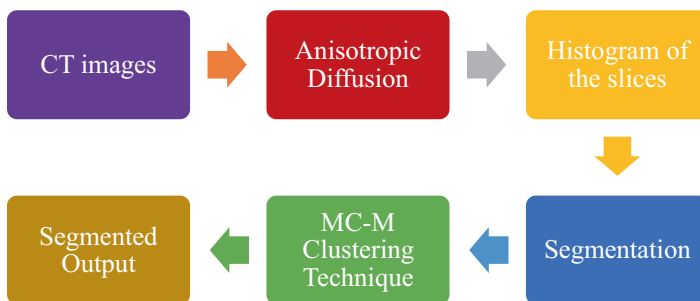 CT images
Anisotropic
Diffusion
Histogram of
the slices
Segmentation
MC-M
Clustering
Technique
Segmented
Output